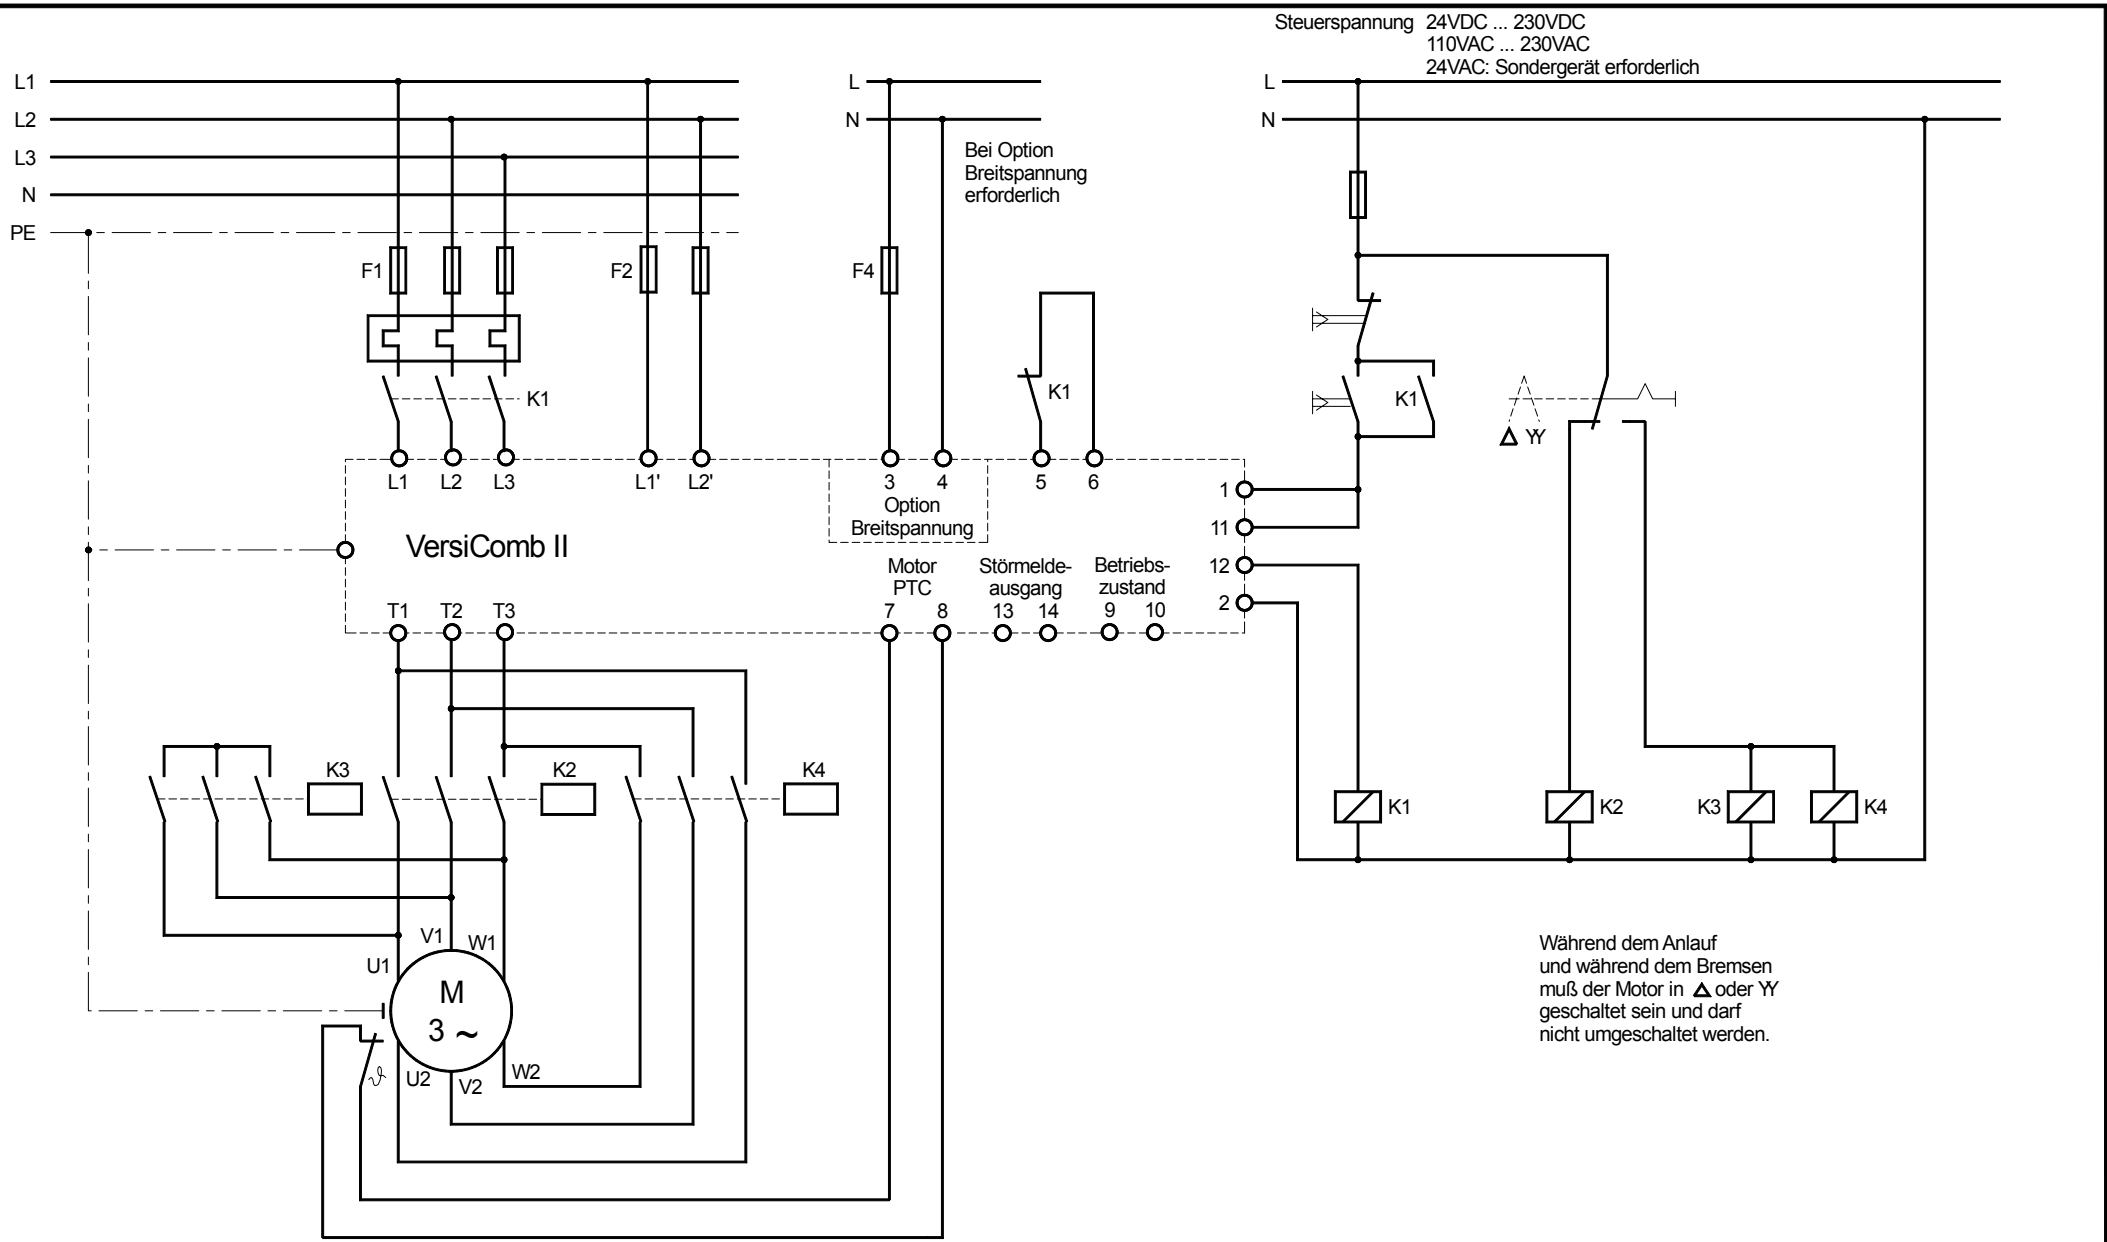 Steuerspannung 24VDC ... 230VDC
110VAC ... 230VAC
24VAC: Sondergerät erforderlich
L1
L2
L3
N
PE
L
N
Bei Option
Breitspannung
erforderlich
L
N
F1
F2
F4
K1
K1
K1
Δ YY
L1 L2 L3 L1' L2' 3 4 5 6
Option
Breitspannung
VersiComb II
1
11
12
2
Motor
PTC
Störmelde-
ausgang
Betriebs-
zustand
T1 T2 T3 7 8 13 14 9 10
K3 K2 K4
K1 K2 K3 K4
V1 W1
U1
M
3 ~
U2 V2 W2
ϑ
Während dem Anlauf
und während dem Bremsen
muß der Motor in Δ oder YY
geschaltet sein und darf
nicht umgeschaltet werden.